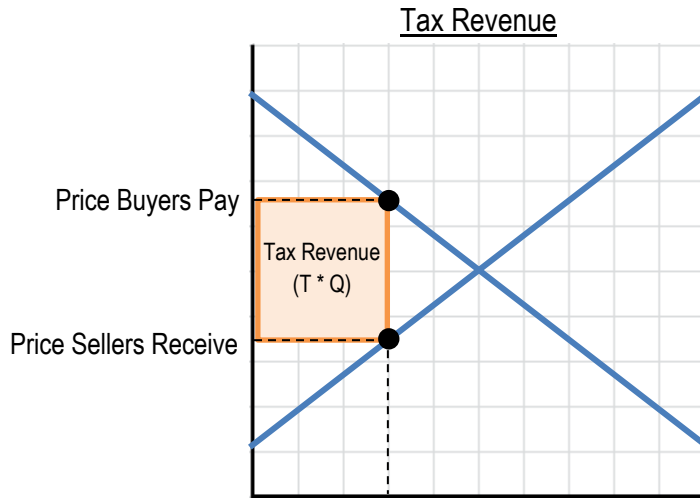 Tax Revenue
Price Buyers Pay
Tax Revenue
(T * Q)
Price Sellers Receive